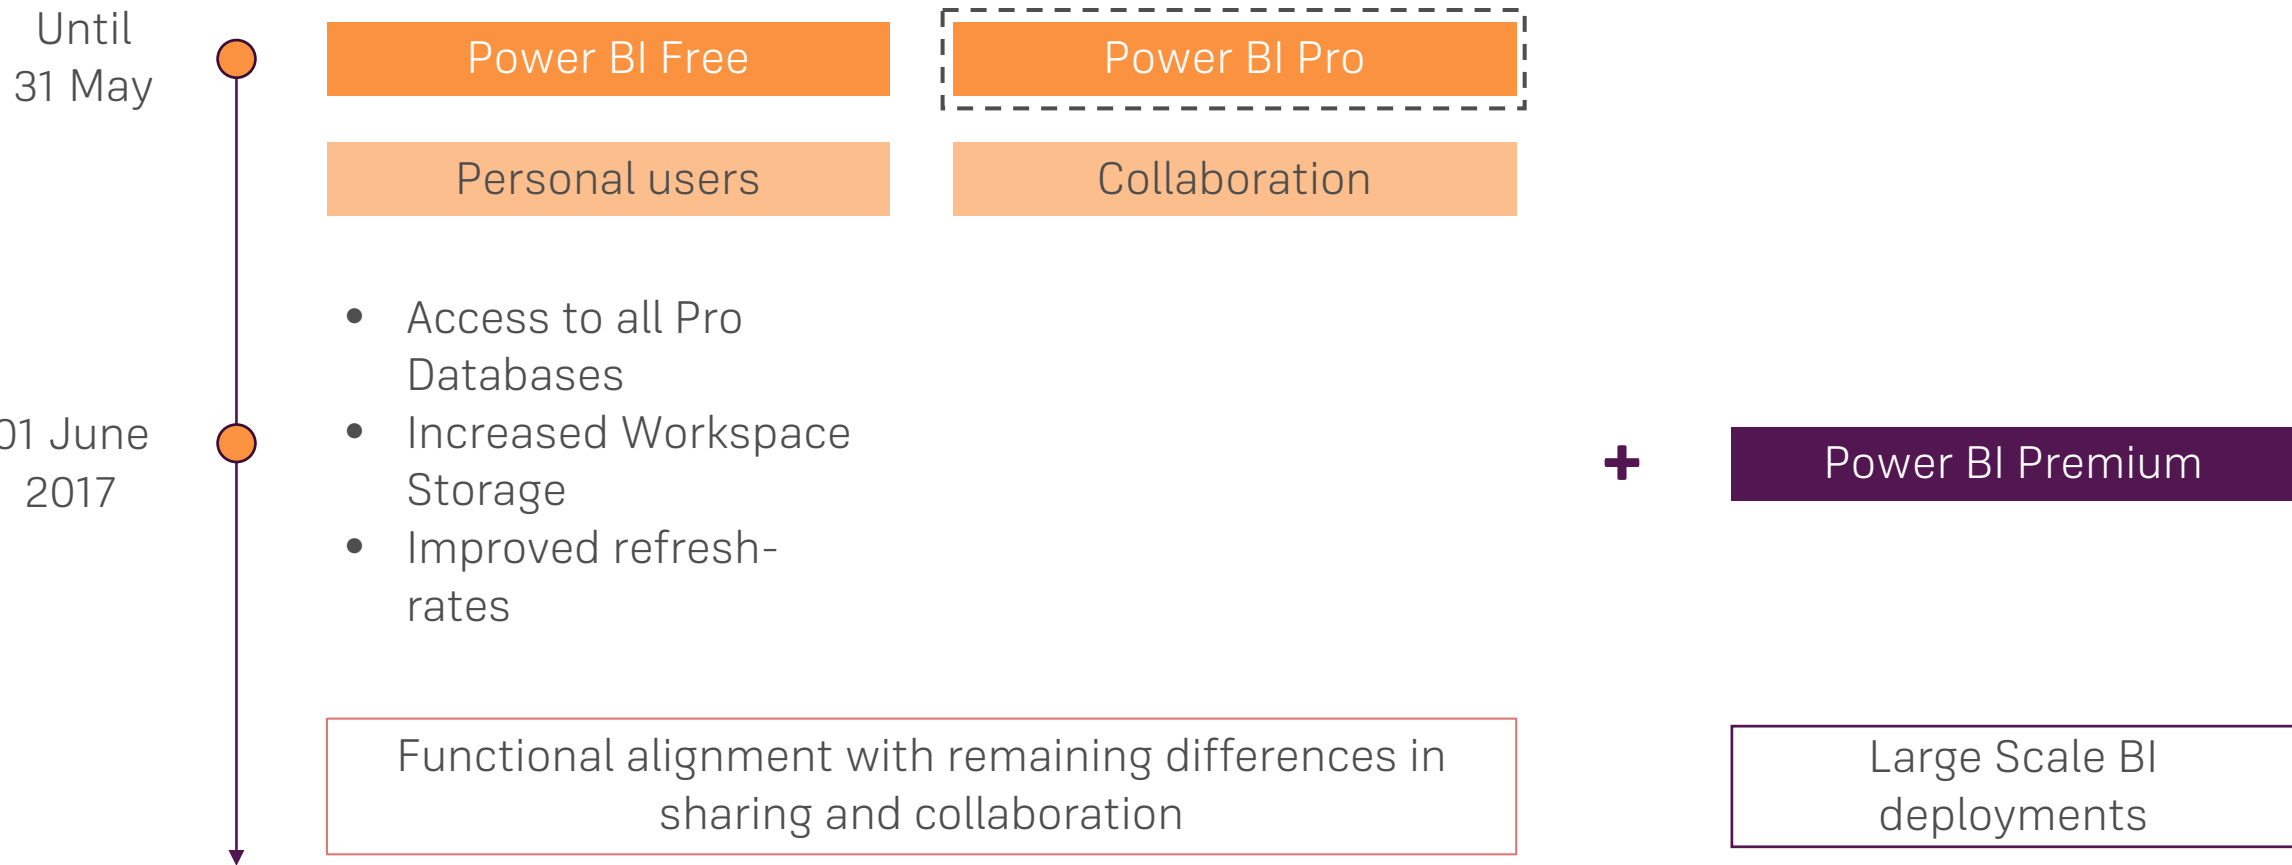 Until
31 May
Power BI Free
Power BI Pro
Personal users
Collaboration
• Access to all Pro
Databases
• Increased Workspace
Storage
• Improved refresh-
rates
01 June
2017
+
Power BI Premium
Functional alignment with remaining differences in
sharing and collaboration
Large Scale BI
deployments